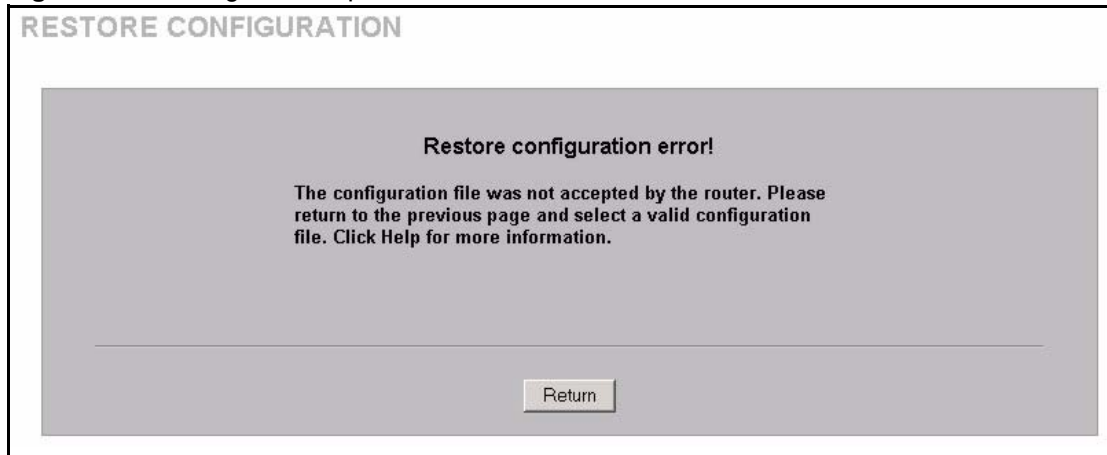 RESTORE CONFIGURATION
Restore configuration error!
The configuration file was not accepted by the router. Please
return to the previous page and select a valid configuration
file. Click Help for more information.
Return